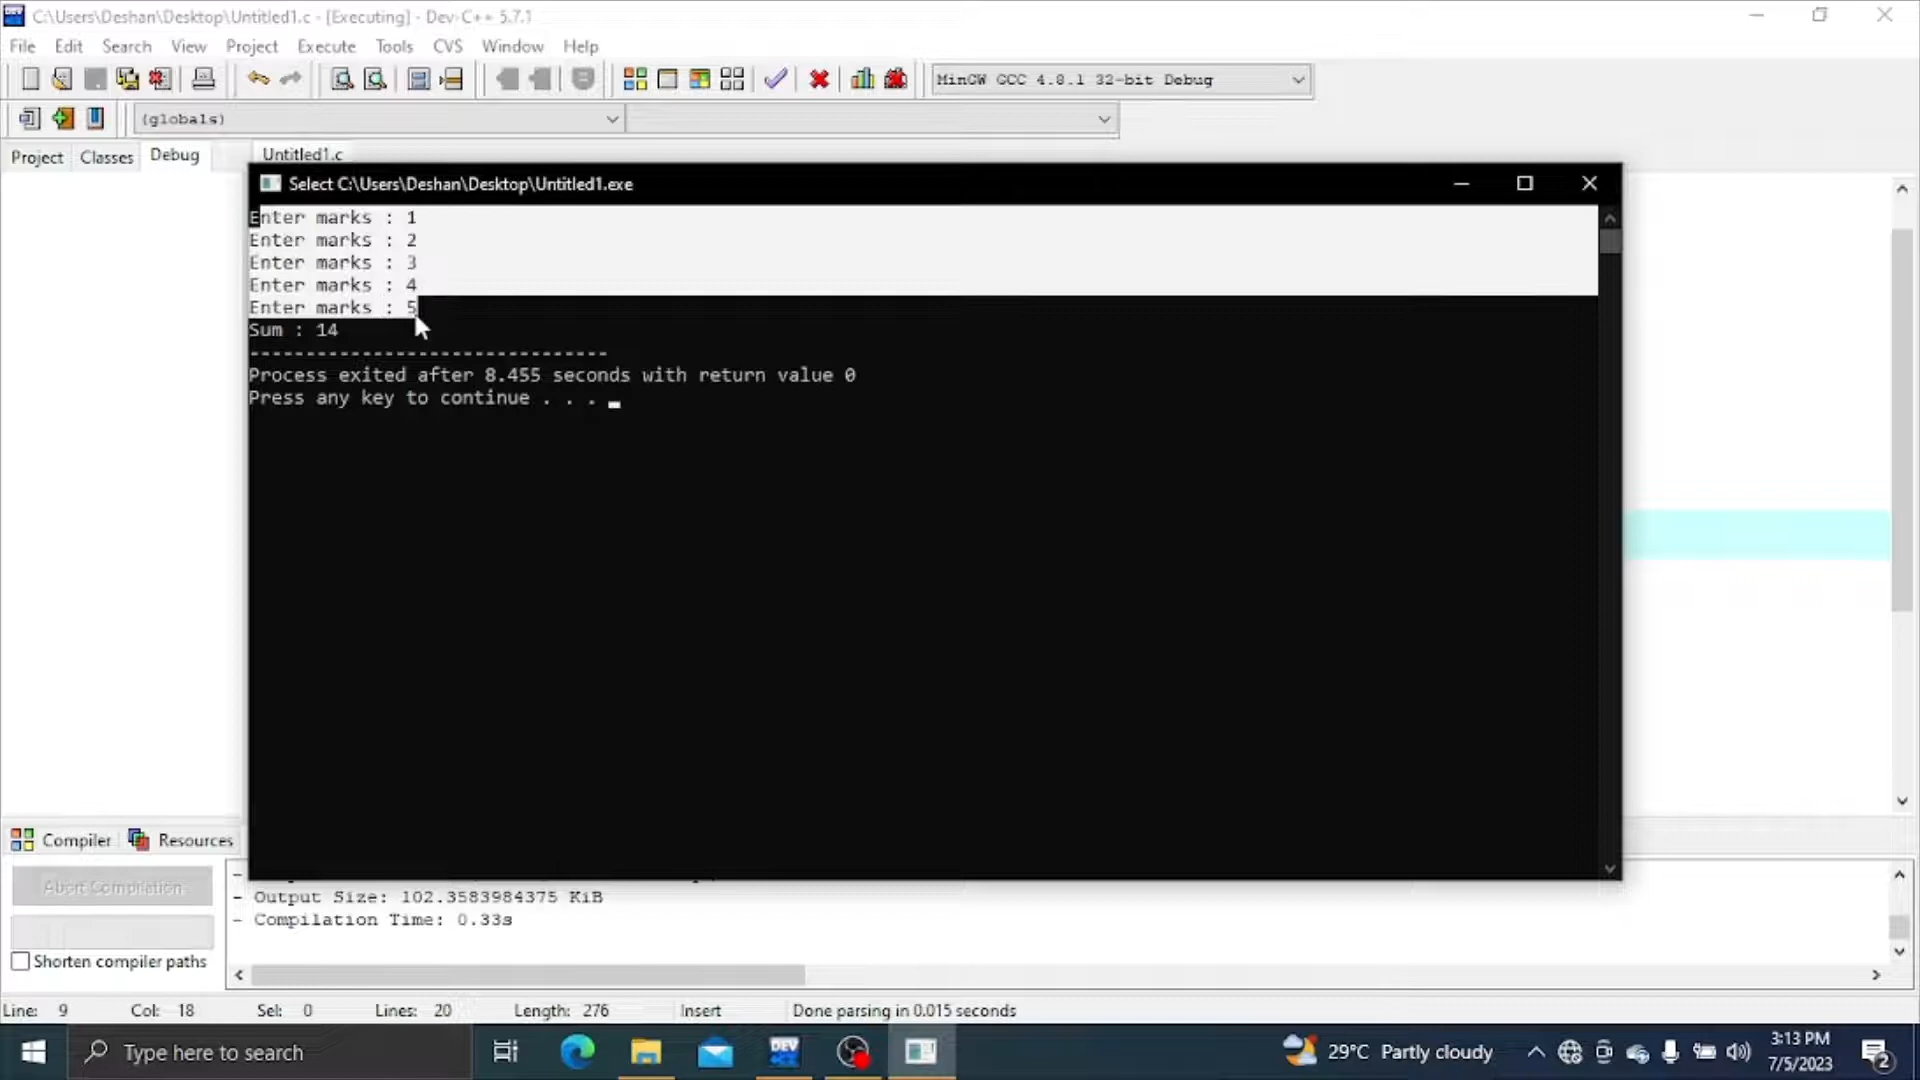 C:\Users\Deshan\Desktop\Untitled1.c - [Executing] - Dev-C++ 5.7.1
File Edit Search View Project Execute Tools CVS Window Help
MinGW GCC 4.8.1 32-bit Debug
(globals)
Project Classes Debug Untitled1.c
Select C:\Users\Deshan\Desktop\Untitled1.exe
Enter marks : 1
Enter marks : 2
Enter marks : 3
Enter marks : 4
Enter marks : 5
Sum : 14
--------------------------------
Process exited after 8.455 seconds with return value 0
Press any key to continue . . .
Compiler Resources
Abort Compilation
- Output Size: 102.3583984375 KiB
- Compilation Time: 0.33s
Shorten compiler paths
Line: 9 Col: 18 Sel: 0 Lines: 20 Length: 276 Insert Done parsing in 0.015 seconds
Type here to search
DEV
29°C Partly cloudy
3:13 PM
7/5/2023
2